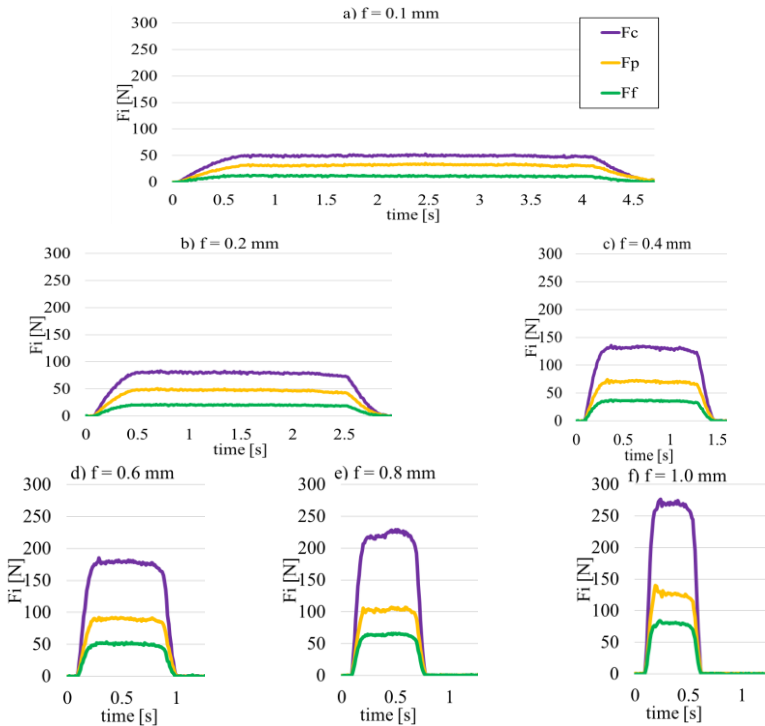 a) f = 0.1 mm
300
250
200
150
100
50
0
Fi [N]
0 0.5 1 1.5 2 2.5 3 3.5 4 4.5
time [s]
Fc
Fp
Ff
b) f = 0.2 mm
300
250
200
150
100
50
0
Fi [N]
0 0.5 1 1.5 2 2.5
time [s]
c) f = 0.4 mm
300
250
200
150
100
50
0
Fi [N]
0 0.5 1 1.5
time [s]
d) f = 0.6 mm
300
250
200
150
100
50
0
Fi [N]
0 0.5 1
time [s]
e) f = 0.8 mm
300
250
200
150
100
50
0
Fi [N]
0 0.5 1
time [s]
f) f = 1.0 mm
300
250
200
150
100
50
0
Fi [N]
0 0.5 1
time [s]